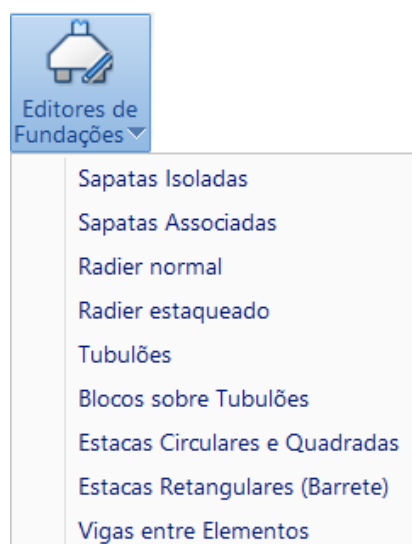 Editores de
Fundações
Sapatas Isoladas
Sapatas Associadas
Radier normal
Radier estaqueado
Tubulões
Blocos sobre Tubulões
Estacas Circulares e Quadradas
Estacas Retangulares (Barrete)
Vigas entre Elementos